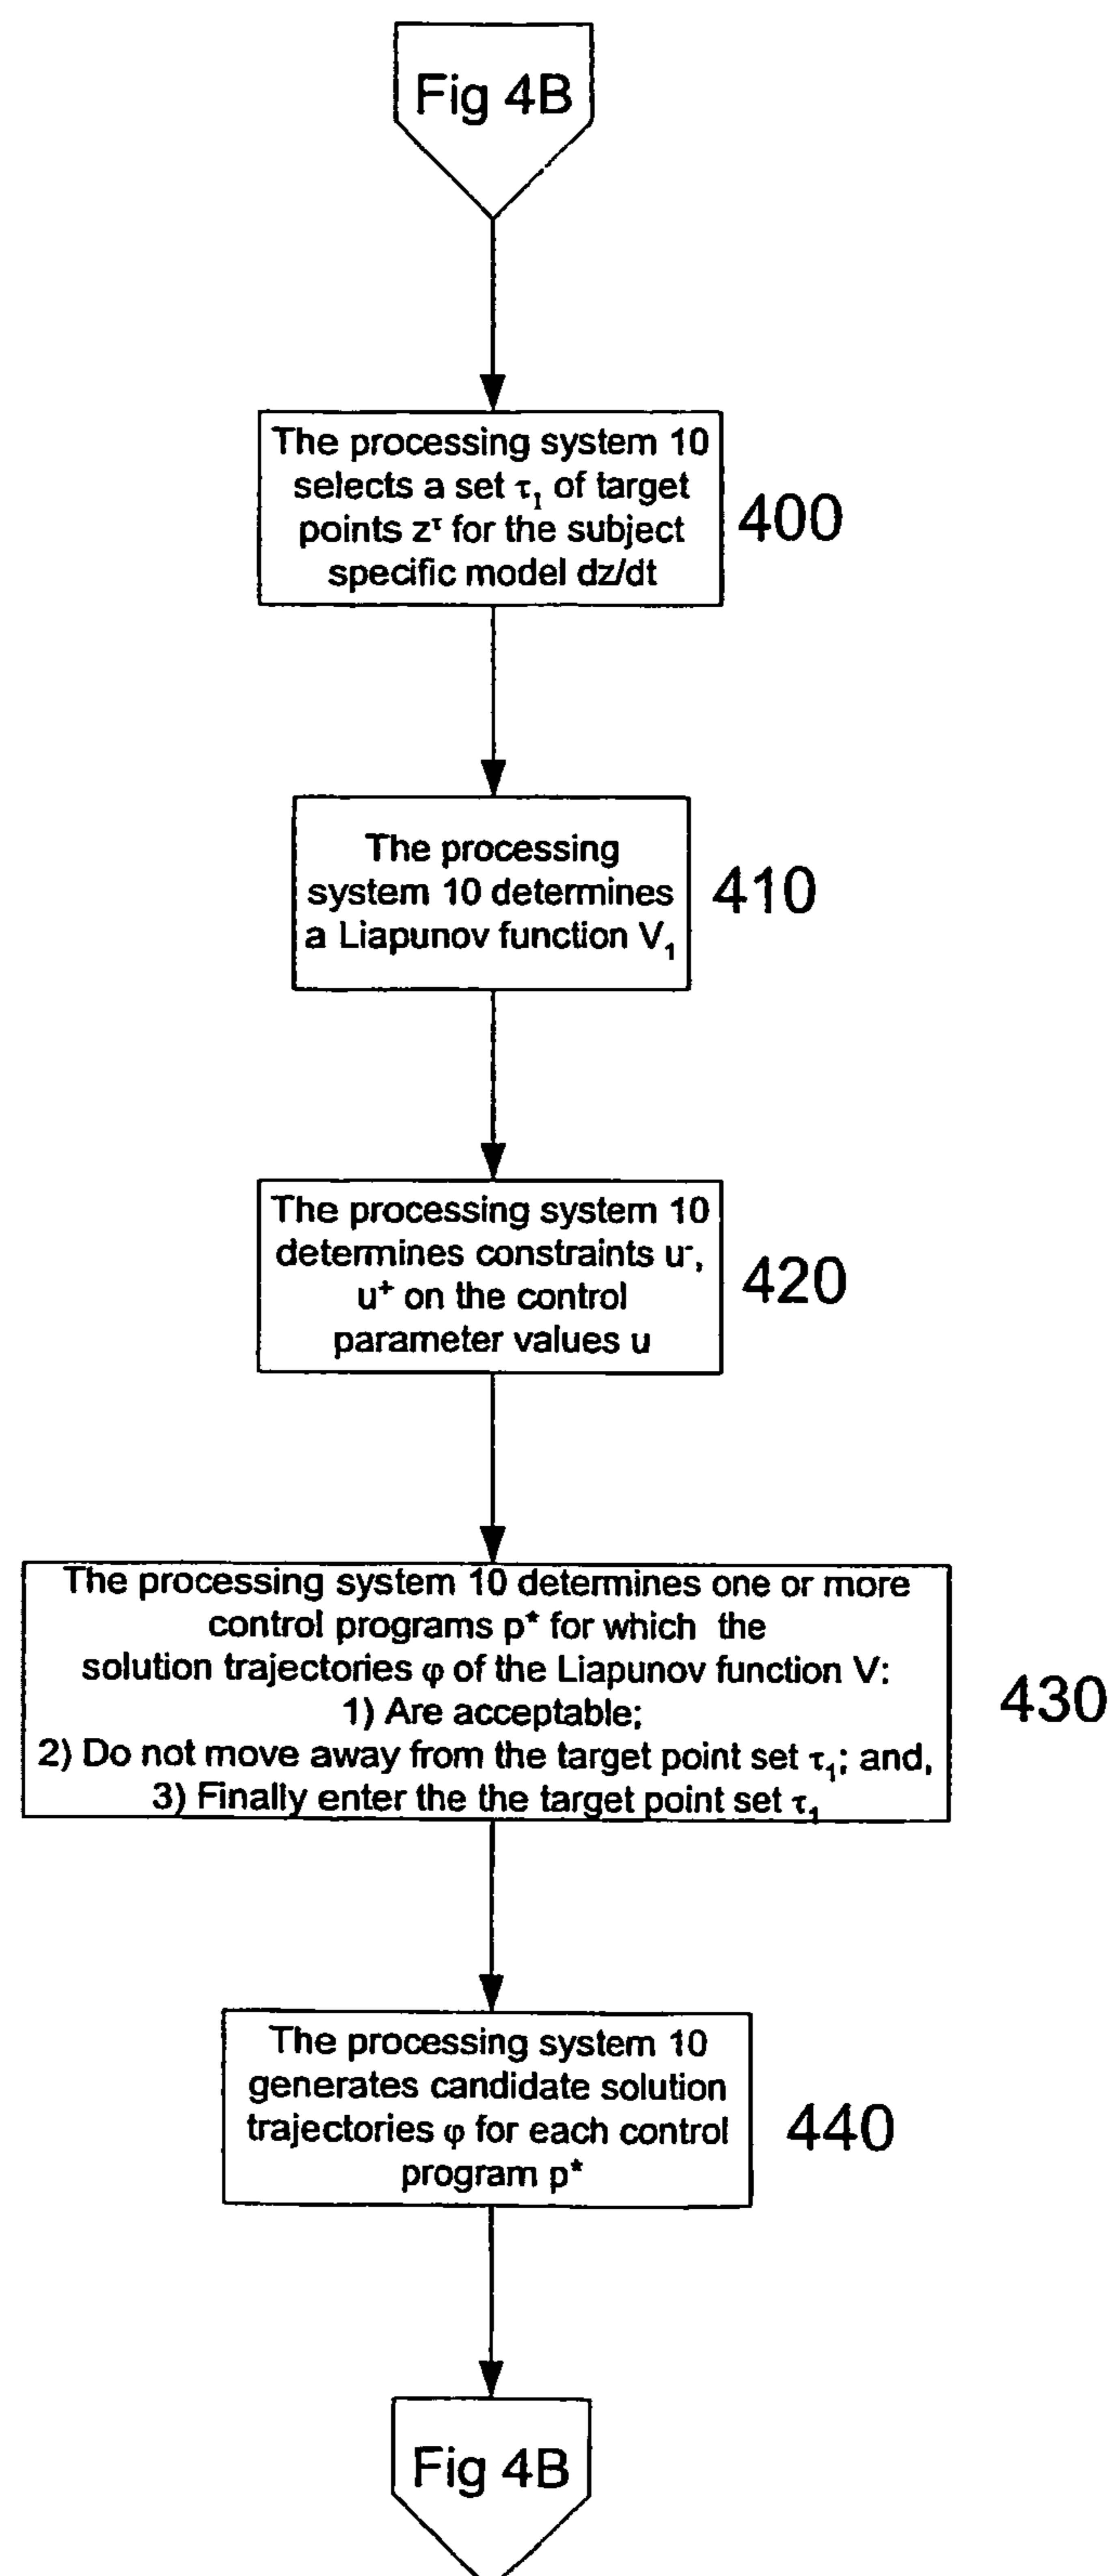 Fig 4B
The processing system 10
selects a set τ₁ of target
points zᵗ for the subject
specific model dz/dt
400
The processing
system 10 determines
a Liapunov function V₁
410
The processing system 10
determines constraints u⁻,
u⁺ on the control
parameter values u
420
The processing system 10 determines one or more
control programs p* for which the
solution trajectories φ of the Liapunov function V:
1) Are acceptable;
2) Do not move away from the target point set τ₁; and,
3) Finally enter the the target point set τ₁
430
The processing system 10
generates candidate solution
trajectories φ for each control
program p*
440
Fig 4B